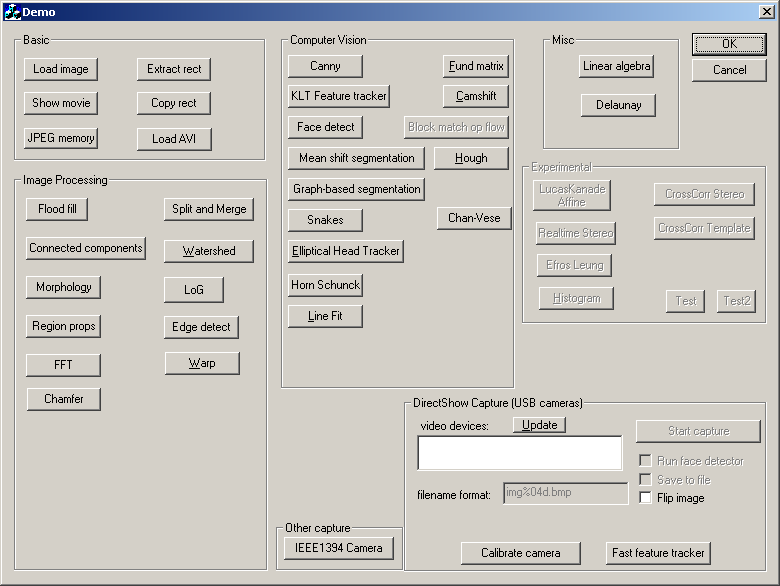 Demo
Basic
Load image
Extract rect
Show movie
Copy rect
JPEG memory
Load AVI
Image Processing
Flood fill
Split and Merge
Connected components
Watershed
Morphology
LoG
Region props
Edge detect
FFT
Warp
Chamfer
Computer Vision
Canny
Fund matrix
KLT Feature tracker
Camshift
Face detect
Block match op flow
Mean shift segmentation
Hough
Graph-based segmentation
Snakes
Chan-Vese
Elliptical Head Tracker
Horn Schunck
Line Fit
Misc
Linear algebra
Delaunay
OK
Cancel
Experimental
LucasKanade
Affine
CrossCorr Stereo
Realtime Stereo
CrossCorr Template
Efros Leung
Histogram
Test
Test2
DirectShow Capture (USB cameras)
video devices:
Update
Start capture
Run face detector
Save to file
filename format:
img%04d.bmp
Flip image
Calibrate camera
Fast feature tracker
Other capture
IEEE1394 Camera